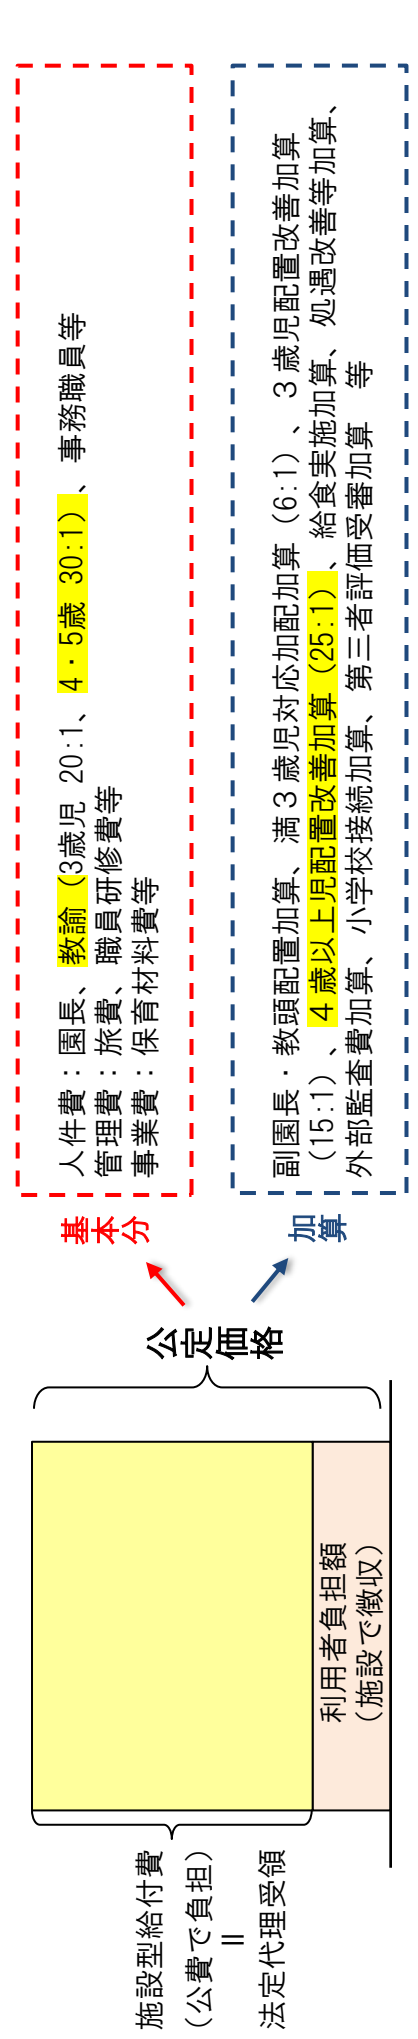 施設型給付費
（公費で負担）
＝
法定代理受領
利用者負担額
（施設で徴収）
公定価格
基本分
人件費：園長、教諭（3歳児 20:1、4・5歳 30:1）、事務職員等
管理費：旅費、職員研修費等
事業費：保育材料費等
加算
副園長・教頭配置加算、満３歳児対応加配加算（6:1）、３歳児配置改善加算
（15:1）、４歳以上児配置改善加算（25:1）、給食実施加算、処遇改善等加算、
外部監査費加算、小学校接続加算、第三者評価受審加算　等